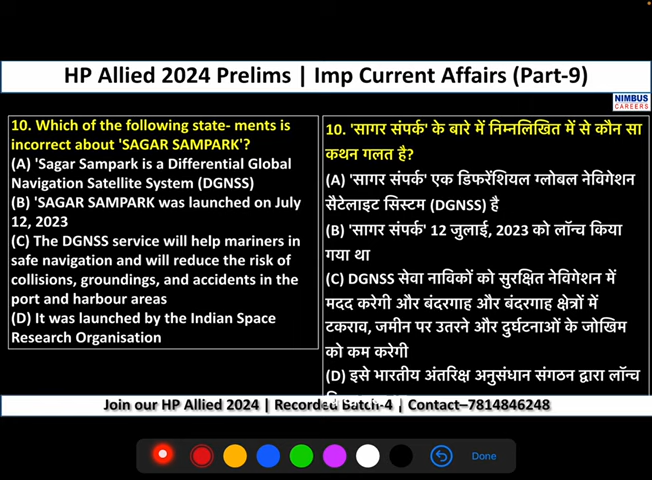 HP Allied 2024 Prelims | Imp Current Affairs (Part-9)
NIMBUS
CAREERS
10. Which of the following state- ments is
incorrect about 'SAGAR SAMPARK'?
(A) 'Sagar Sampark is a Differential Global
Navigation Satellite System (DGNSS)
(B) 'SAGAR SAMPARK was launched on July
12, 2023
(C) The DGNSS service will help mariners in
safe navigation and will reduce the risk of
collisions, groundings, and accidents in the
port and harbour areas
(D) It was launched by the Indian Space
Research Organisation
10. 'सागर संपर्क' के बारे में निम्नलिखित में से कौन सा
कथन गलत है?
(A) 'सागर संपर्क' एक डिफरेंशियल ग्लोबल नेविगेशन
सैटेलाइट सिस्टम (DGNSS) है
(B) 'सागर संपर्क' 12 जुलाई, 2023 को लॉन्च किया
गया था
(C) DGNSS सेवा नाविकों को सुरक्षित नेविगेशन में
मदद करेगी और बंदरगाह और बंदरगाह क्षेत्रों में
टकराव, जमीन पर उतरने और दुर्घटनाओं के जोखिम
को कम करेगी
(D) इसे भारतीय अंतरिक्ष अनुसंधान संगठन द्वारा लॉन्च
Join our HP Allied 2024 | Recorded Batch-4 | Contact–7814846248
Done